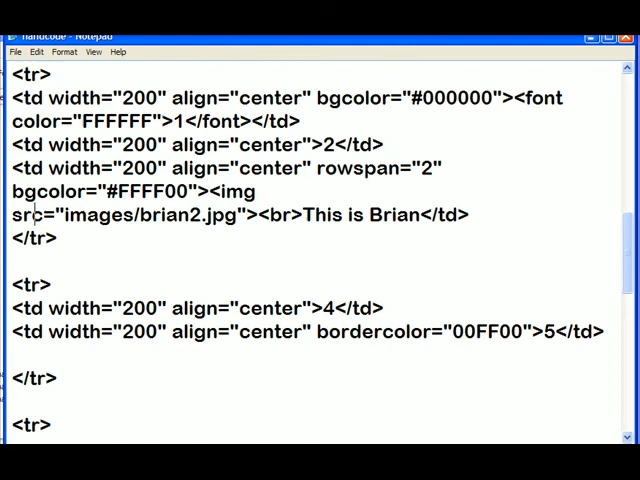 handcode - Notepad
File Edit Format View Help
<tr>
<td width="200" align="center" bgcolor="#000000"><font
color="FFFFFF">1</font></td>
<td width="200" align="center">2</td>
<td width="200" align="center" rowspan="2"
bgcolor="#FFFF00"><img
src="images/brian2.jpg"><br>This is Brian</td>
</tr>
<tr>
<td width="200" align="center">4</td>
<td width="200" align="center" bordercolor="00FF00">5</td>
</tr>
<tr>